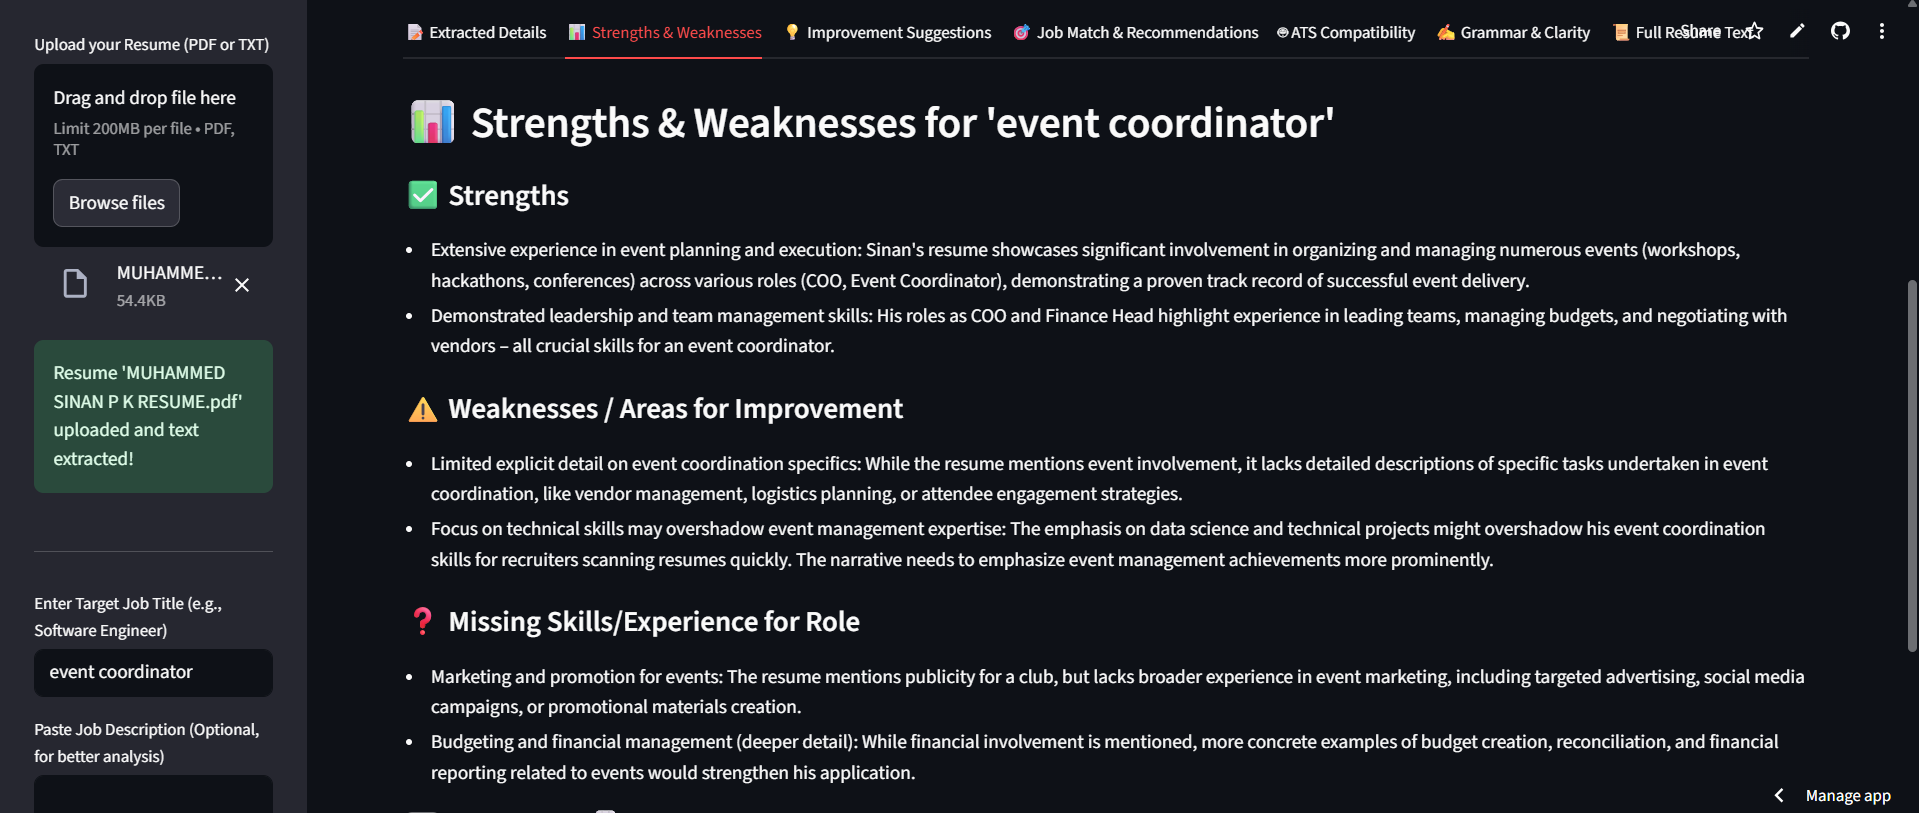 Upload your Resume (PDF or TXT)
Drag and drop file here
Limit 200MB per file • PDF,
TXT
Browse files
MUHAMME...
54.4KB
Resume 'MUHAMMED
SINAN P K RESUME.pdf'
uploaded and text
extracted!
Enter Target Job Title (e.g.,
Software Engineer)
event coordinator
Paste Job Description (Optional,
for better analysis)
Extracted Details
Strengths & Weaknesses
Improvement Suggestions
Job Match & Recommendations
ATS Compatibility
Grammar & Clarity
Full Resume Text
Share
Strengths & Weaknesses for 'event coordinator'
Strengths
• Extensive experience in event planning and execution: Sinan's resume showcases significant involvement in organizing and managing numerous events (workshops,
hackathons, conferences) across various roles (COO, Event Coordinator), demonstrating a proven track record of successful event delivery.
• Demonstrated leadership and team management skills: His roles as COO and Finance Head highlight experience in leading teams, managing budgets, and negotiating with
vendors – all crucial skills for an event coordinator.
Weaknesses / Areas for Improvement
• Limited explicit detail on event coordination specifics: While the resume mentions event involvement, it lacks detailed descriptions of specific tasks undertaken in event
coordination, like vendor management, logistics planning, or attendee engagement strategies.
• Focus on technical skills may overshadow event management expertise: The emphasis on data science and technical projects might overshadow his event coordination
skills for recruiters scanning resumes quickly. The narrative needs to emphasize event management achievements more prominently.
Missing Skills/Experience for Role
• Marketing and promotion for events: The resume mentions publicity for a club, but lacks broader experience in event marketing, including targeted advertising, social media
campaigns, or promotional materials creation.
• Budgeting and financial management (deeper detail): While financial involvement is mentioned, more concrete examples of budget creation, reconciliation, and financial
reporting related to events would strengthen his application.
Manage app